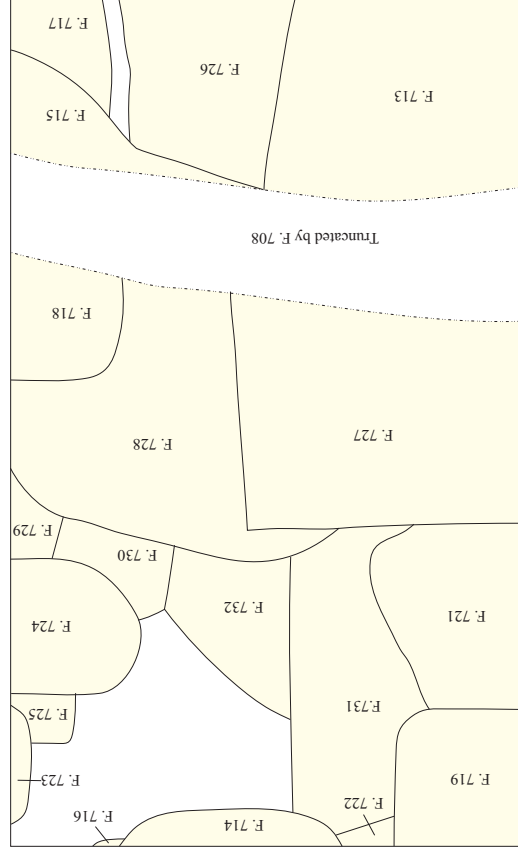 F. 719
F. 722
F. 714
F. 716
F. 723
F. 731
F. 725
F. 721
F. 732
F. 724
F. 730
F. 729
F. 727
F. 728
F. 718
Truncated by F. 708
F. 713
F. 726
F. 715
F. 717